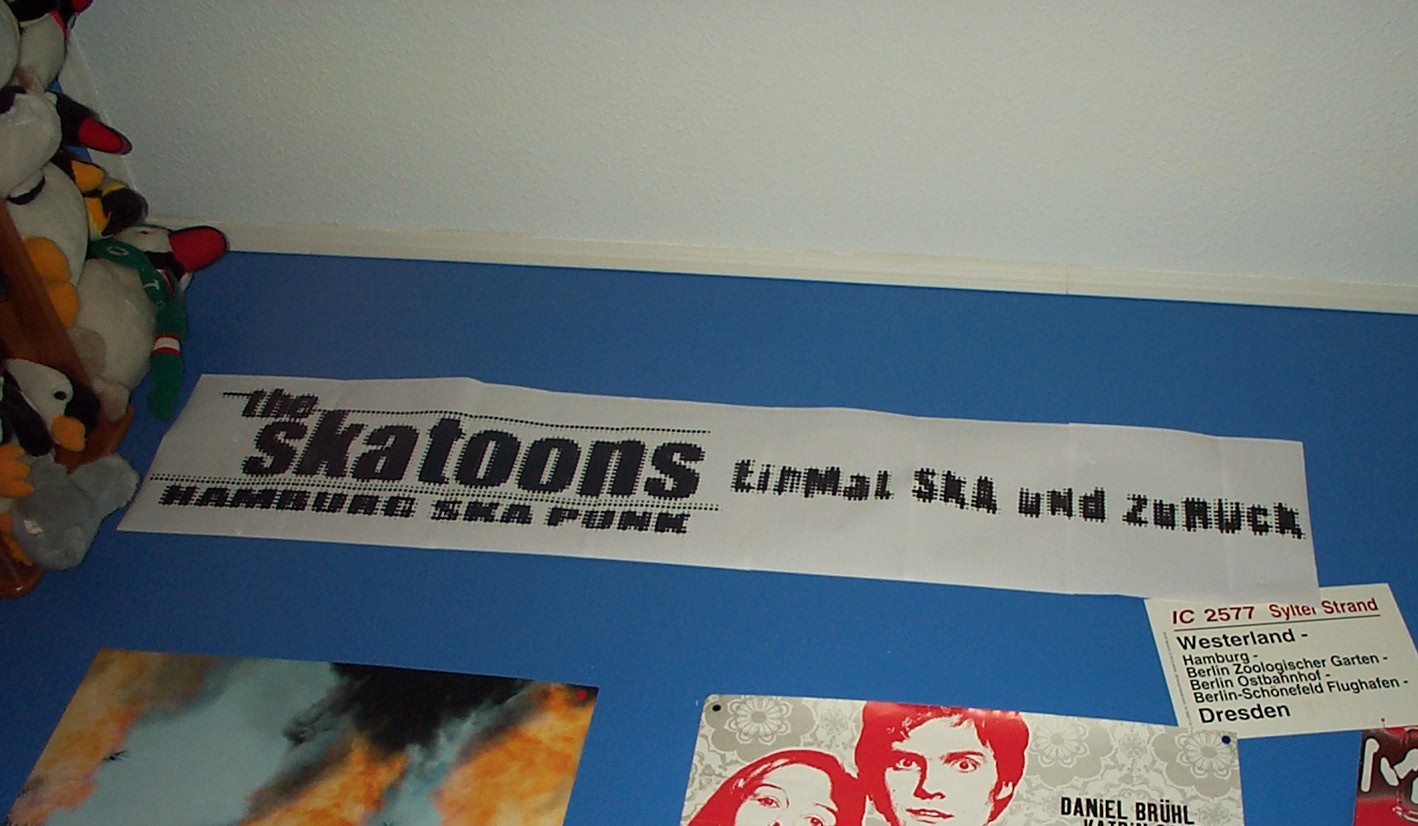 the
skatoons
HAMBURG SKA PUNK
Einmal SKA und zuruck
IC 2577 Sylter Strand
Westerland -
Hamburg -
Berlin Zoologischer Garten -
Berlin Ostbahnhof -
Berlin-Schönefeld Flughafen -
Dresden
DANIEL BRÜHL